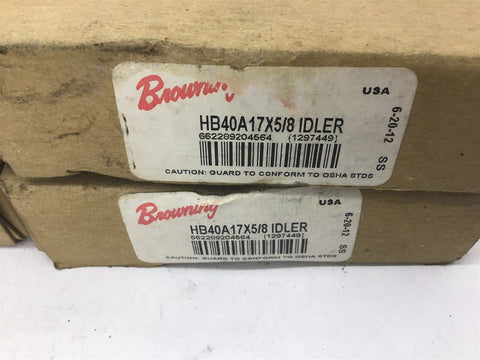 Browning
USA
HB40A17X5/8 IDLER
662209204564 (1297449)
CAUTION: GUARD TO CONFORM TO OSHA STDS
6-20-12 SS
Browning
USA
HB40A17X5/8 IDLER
662209204564 (1297449)
CAUTION: GUARD TO CONFORM TO OSHA STDS
6-20-12 SS